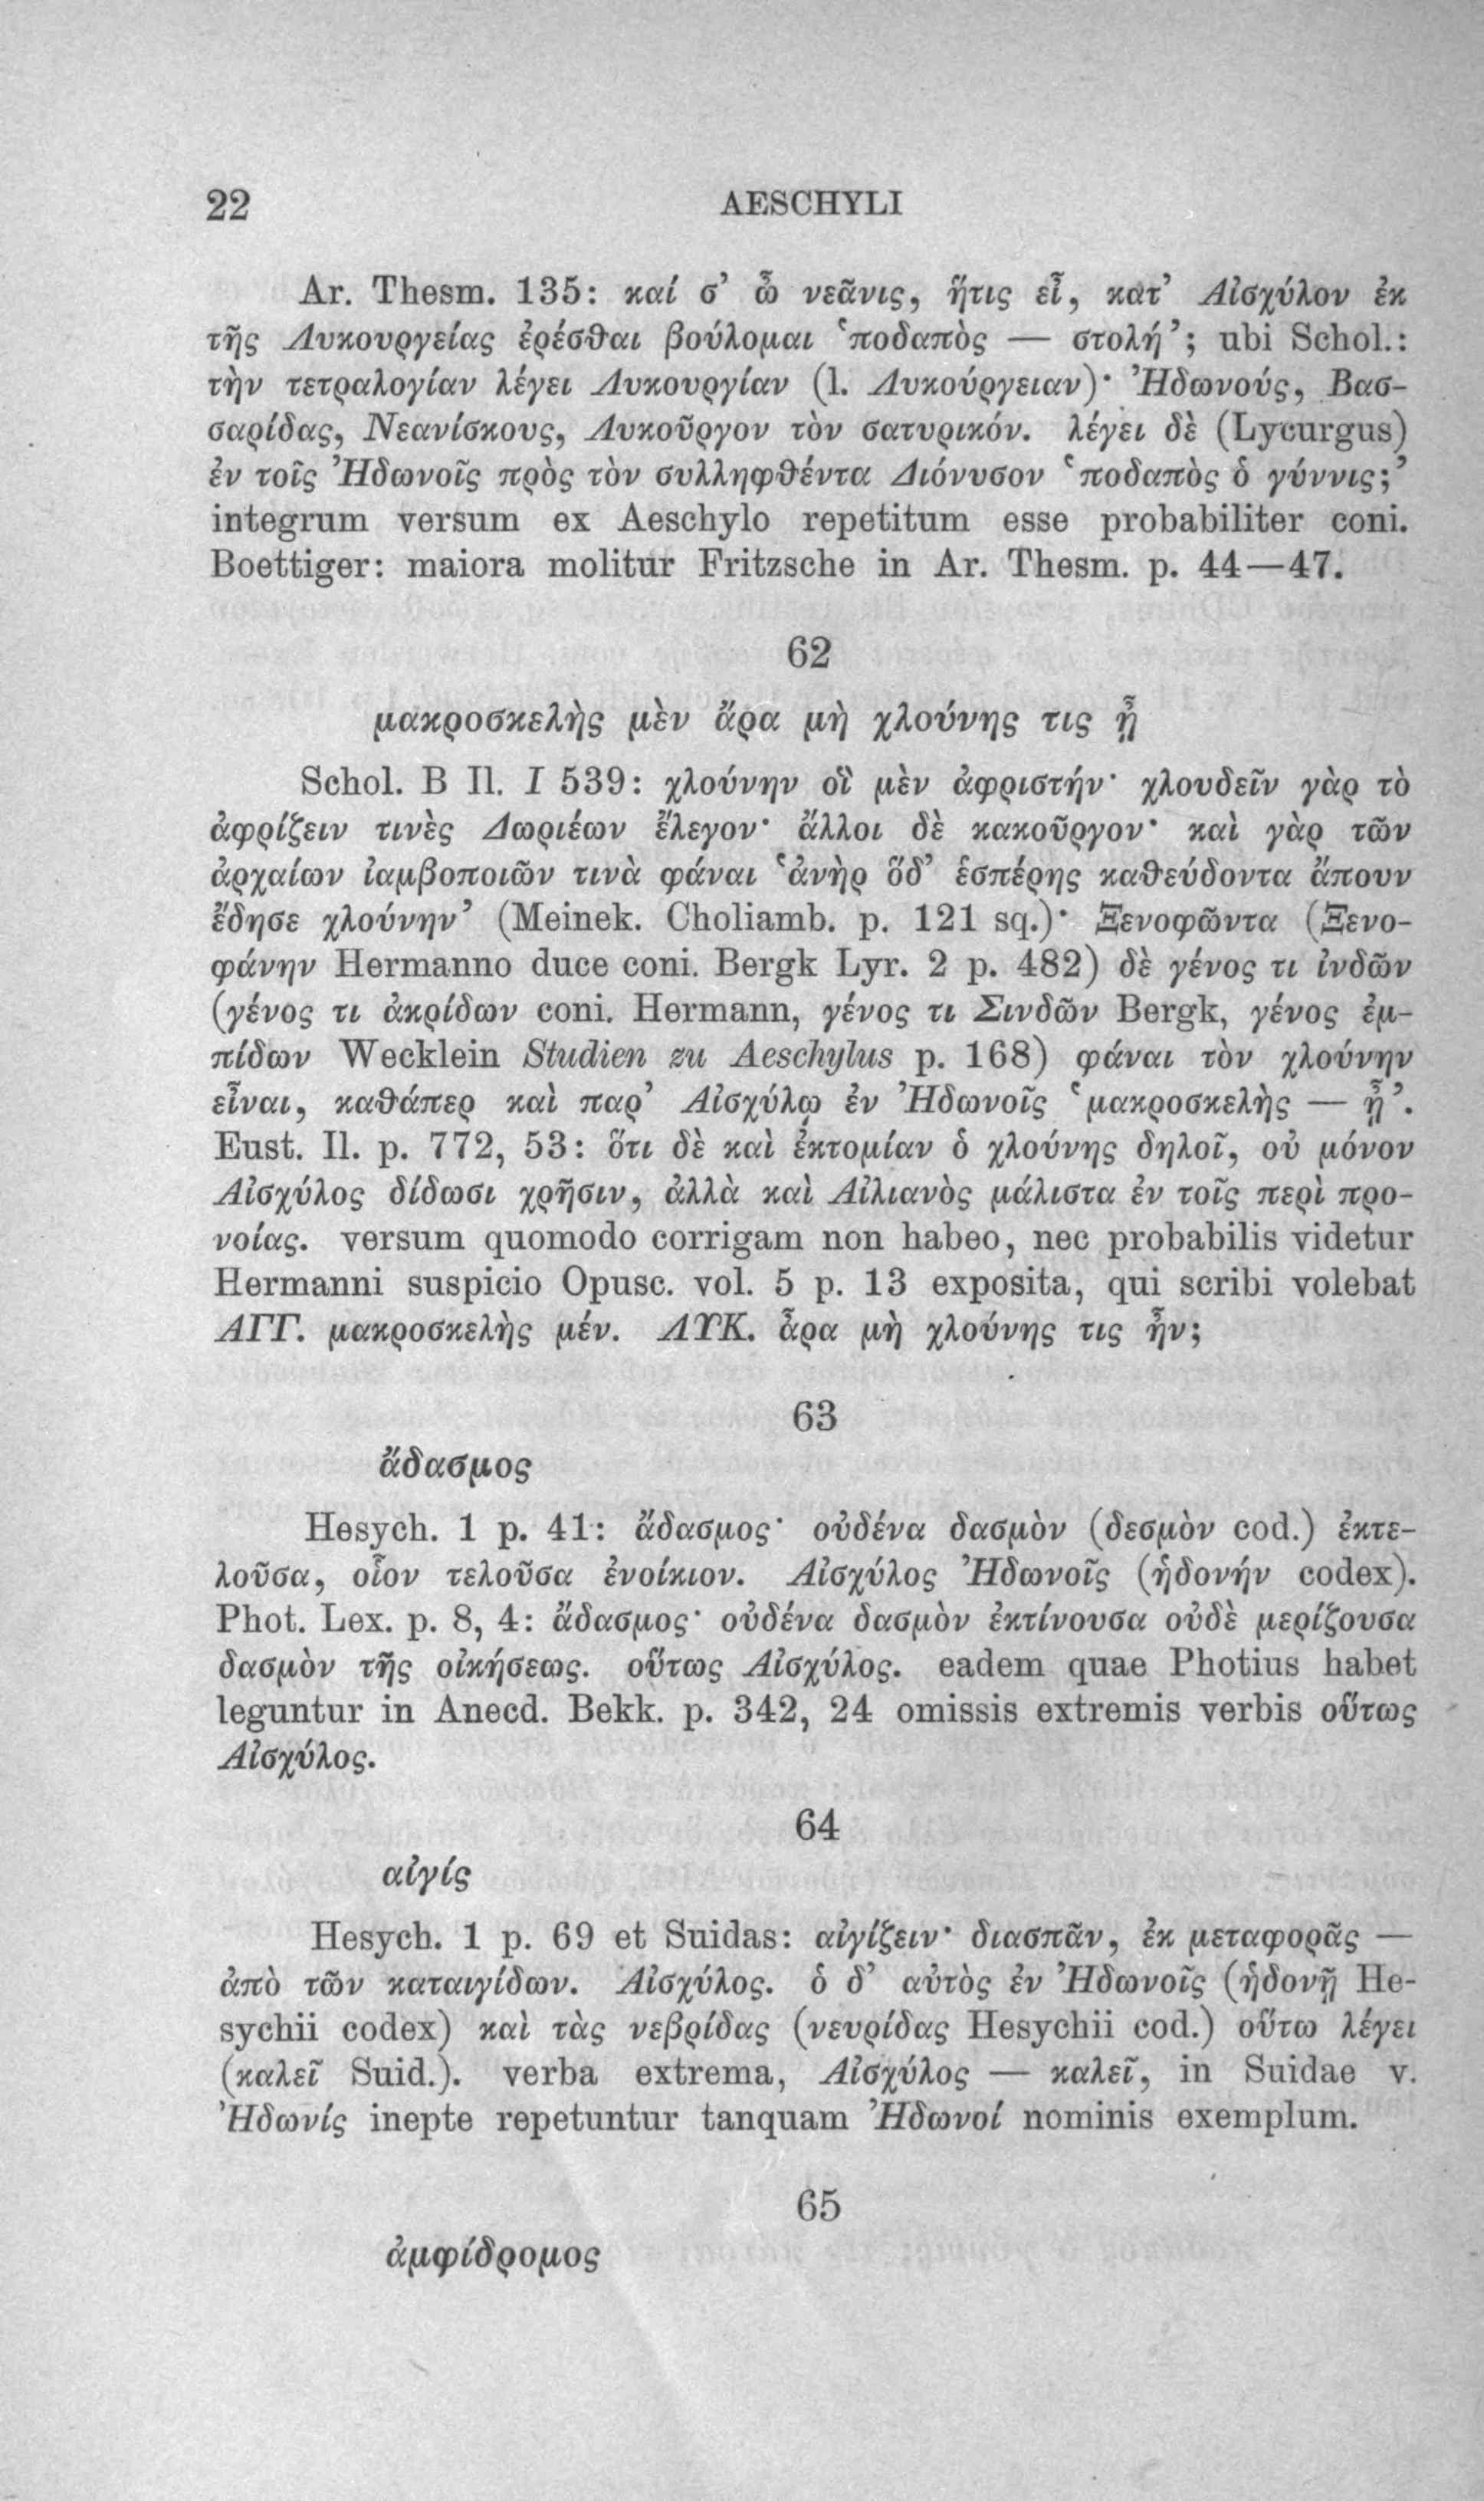 22 AESCHYLI
Ar. Thesm. 135: καί σ’ ὦ νεᾶνις, ἥτις εἶ, κατ’ Αἰσχύλον ἐκ
τῆς Λυκουργείας ἐρέσθαι βούλομαι ‘ποδαπὸς — στολή’; ubi Schol.:
τὴν τετραλογίαν λέγει Λυκουργίαν (l. Λυκούργειαν)· Ἠδωνούς, Βασ-
σαρίδας, Νεανίσκους, Λυκοῦργον τὸν σατυρικόν. λέγει δὲ (Lycurgus)
ἐν τοῖς Ἠδωνοῖς πρὸς τὸν συλληφθέντα Διόνυσον ‘ποδαπὸς ὁ γύννις;’
integrum versum ex Aeschylo repetitum esse probabiliter coni.
Boettiger: maiora molitur Fritzsche in Ar. Thesm. p. 44—47.
62
μακροσκελὴς μὲν ἄρα μὴ χλούνης τις ᾖ
Schol. B Il. I 539: χλούνην οἳ μὲν ἀφριστήν· χλουδεῖν γὰρ τὸ
ἀφρίζειν τινὲς Δωριέων ἔλεγον· ἄλλοι δὲ κακοῦργον· καὶ γὰρ τῶν
ἀρχαίων ἰαμβοποιῶν τινὰ φάναι ‘ἀνὴρ ὅδ’ ἑσπέρης καθεύδοντα ἄπουν
ἔδησε χλούνην’ (Meinek. Choliamb. p. 121 sq.)· Ξενοφῶντα (Ξενο-
φάνην Hermanno duce coni. Bergk Lyr. 2 p. 482) δὲ γένος τι ἰνδῶν
(γένος τι ἀκρίδων coni. Hermann, γένος τι Σινδῶν Bergk, γένος ἐμ-
πίδων Wecklein Studien zu Aeschylus p. 168) φάναι τὸν χλούνην
εἶναι, καθάπερ καὶ παρ’ Αἰσχύλῳ ἐν Ἠδωνοῖς ‘μακροσκελὴς — ᾖ’.
Eust. Il. p. 772, 53: ὅτι δὲ καὶ ἐκτομίαν ὁ χλούνης δηλοῖ, οὐ μόνον
Αἰσχύλος δίδωσι χρῆσιν, ἀλλὰ καὶ Αἰλιανὸς μάλιστα ἐν τοῖς περὶ προ-
νοίας. versum quomodo corrigam non habeo, nec probabilis videtur
Hermanni suspicio Opusc. vol. 5 p. 13 exposita, qui scribi volebat
ΑΓΓ. μακροσκελὴς μέν. ΛΥΚ. ἆρα μὴ χλούνης τις ἦν;
63
ἄδασμος
Hesych. 1 p. 41: ἄδασμος· οὐδένα δασμὸν (δεσμὸν cod.) ἐκτε-
λοῦσα, οἷον τελοῦσα ἐνοίκιον. Αἰσχύλος Ἠδωνοῖς (ἡδονήν codex).
Phot. Lex. p. 8, 4: ἄδασμος· οὐδένα δασμὸν ἐκτίνουσα οὐδὲ μερίζουσα
δασμὸν τῆς οἰκήσεως. οὕτως Αἰσχύλος. eadem quae Photius habet
leguntur in Anecd. Bekk. p. 342, 24 omissis extremis verbis οὕτως
Αἰσχύλος.
64
αἰγίς
Hesych. 1 p. 69 et Suidas: αἰγίζειν· διασπᾶν, ἐκ μεταφορᾶς —
ἀπὸ τῶν καταιγίδων. Αἰσχύλος. ὁ δ’ αὐτὸς ἐν Ἠδωνοῖς (ἡδονῇ He-
sychii codex) καὶ τὰς νεβρίδας (νευρίδας Hesychii cod.) οὕτω λέγει
(καλεῖ Suid.). verba extrema, Αἰσχύλος — καλεῖ, in Suidae v.
Ἠδωνίς inepte repetuntur tanquam Ἠδωνοί nominis exemplum.
65
ἀμφίδρομος